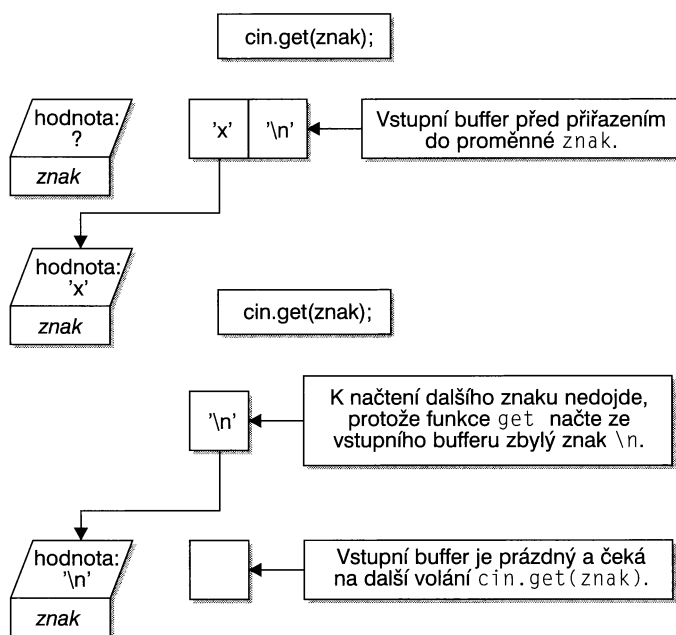 cin.get(znak);
hodnota:
?
znak
'x'
'\n'
Vstupní buffer před přiřazením
do proměnné znak.
hodnota:
'x'
znak
cin.get(znak);
'\n'
K načtení dalšího znaku nedojde,
protože funkce get načte ze
vstupního bufferu zbylý znak \n.
hodnota:
'\n'
znak
Vstupní buffer je prázdný a čeká
na další volání cin.get(znak).